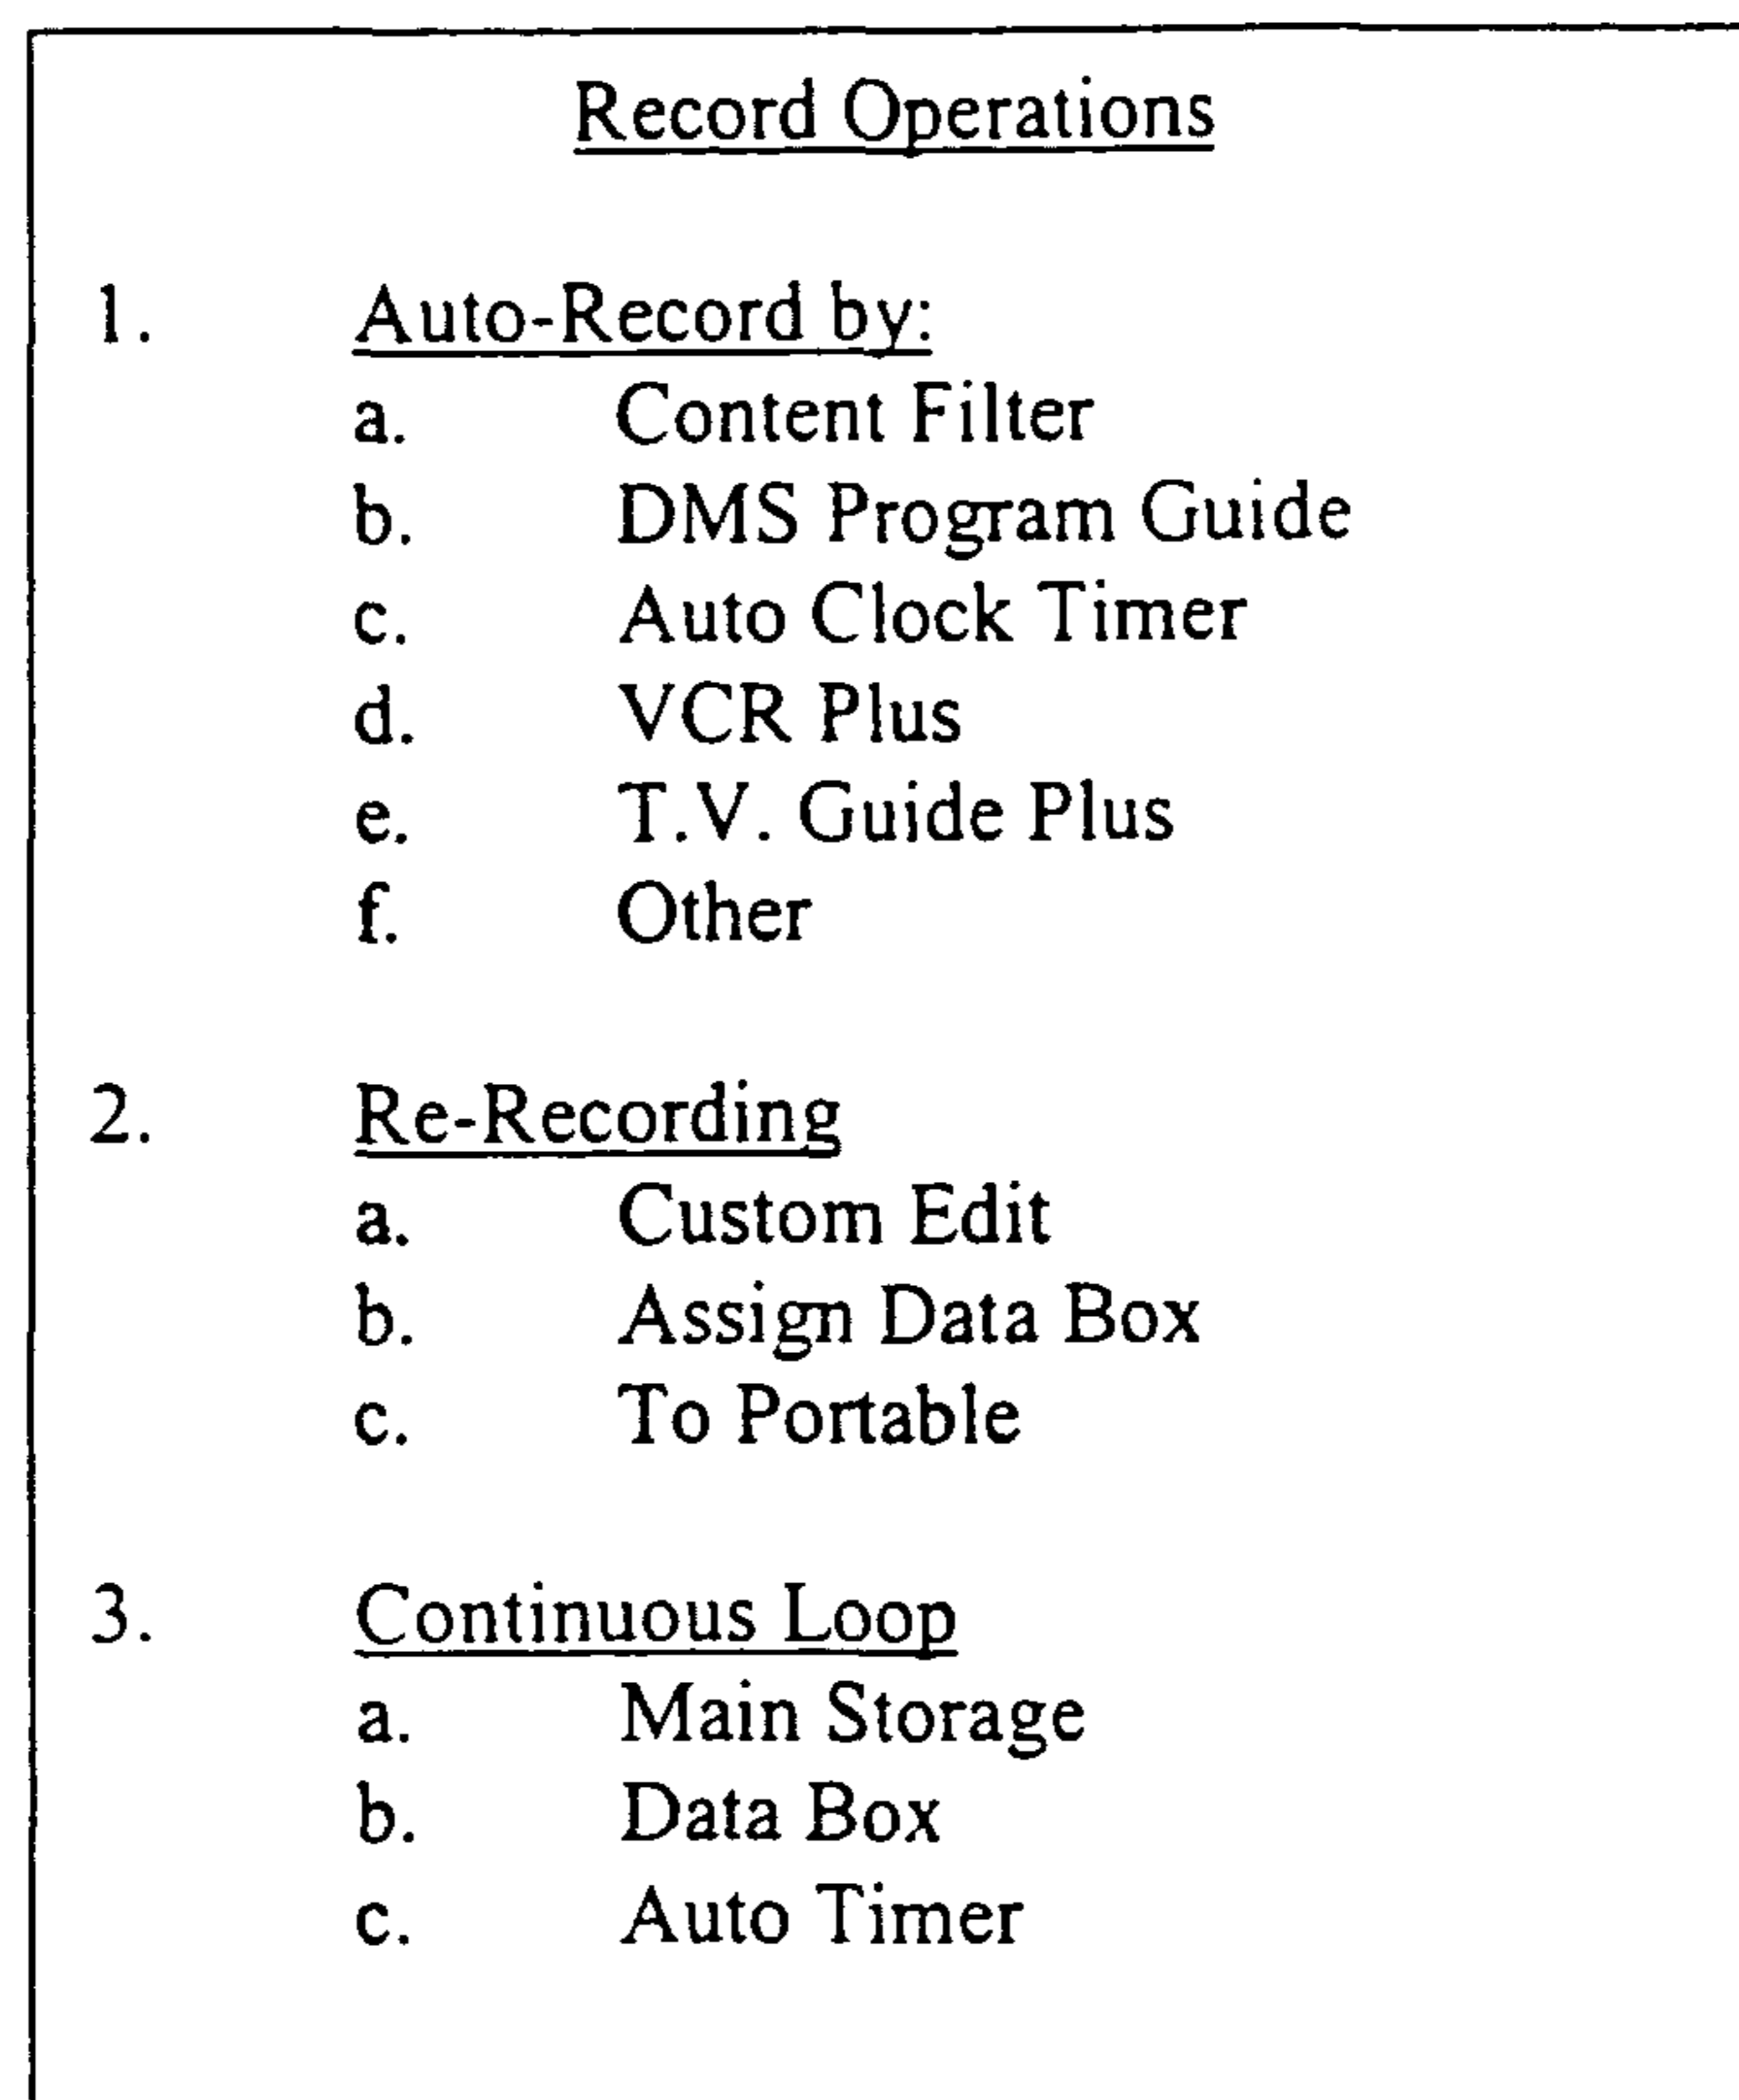 Record Operations
1. Auto-Record by:
a. Content Filter
b. DMS Program Guide
c. Auto Clock Timer
d. VCR Plus
e. T.V. Guide Plus
f. Other
2. Re-Recording
a. Custom Edit
b. Assign Data Box
c. To Portable
3. Continuous Loop
a. Main Storage
b. Data Box
c. Auto Timer